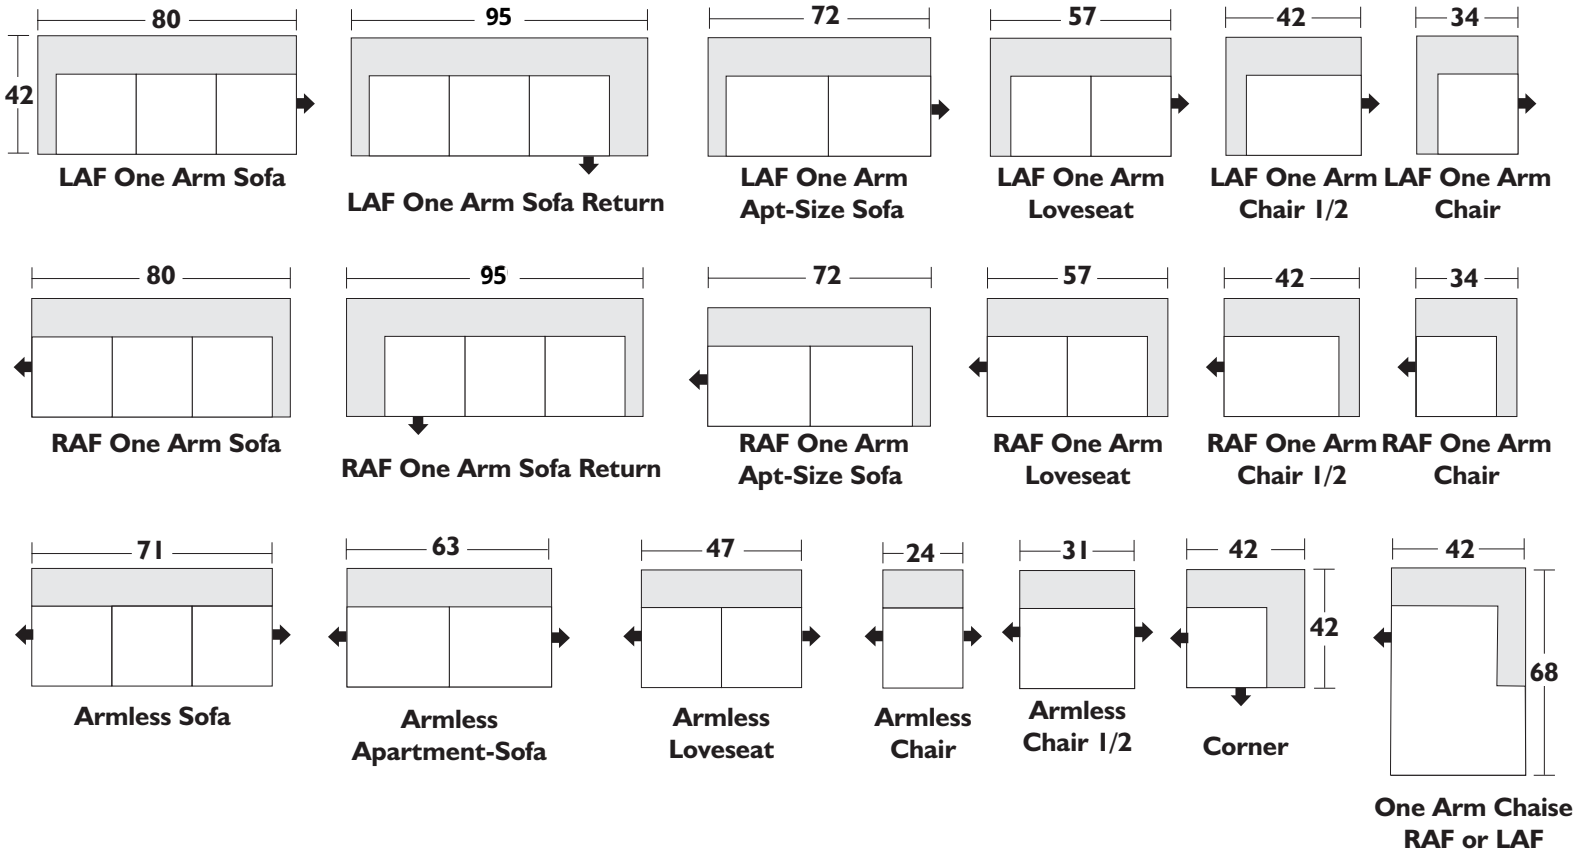 80
95
72
57
42
34
42
LAF One Arm Sofa
LAF One Arm Sofa Return
LAF One Arm
Apt-Size Sofa
LAF One Arm
Loveseat
LAF One Arm
Chair 1/2
LAF One Arm
Chair
80
95
72
57
42
34
RAF One Arm Sofa
RAF One Arm Sofa Return
RAF One Arm
Apt-Size Sofa
RAF One Arm
Loveseat
RAF One Arm
Chair 1/2
RAF One Arm
Chair
71
63
47
24
31
42
42
42
68
Armless Sofa
Armless
Apartment-Sofa
Armless
Loveseat
Armless
Chair
Armless
Chair 1/2
Corner
One Arm Chaise
RAF or LAF